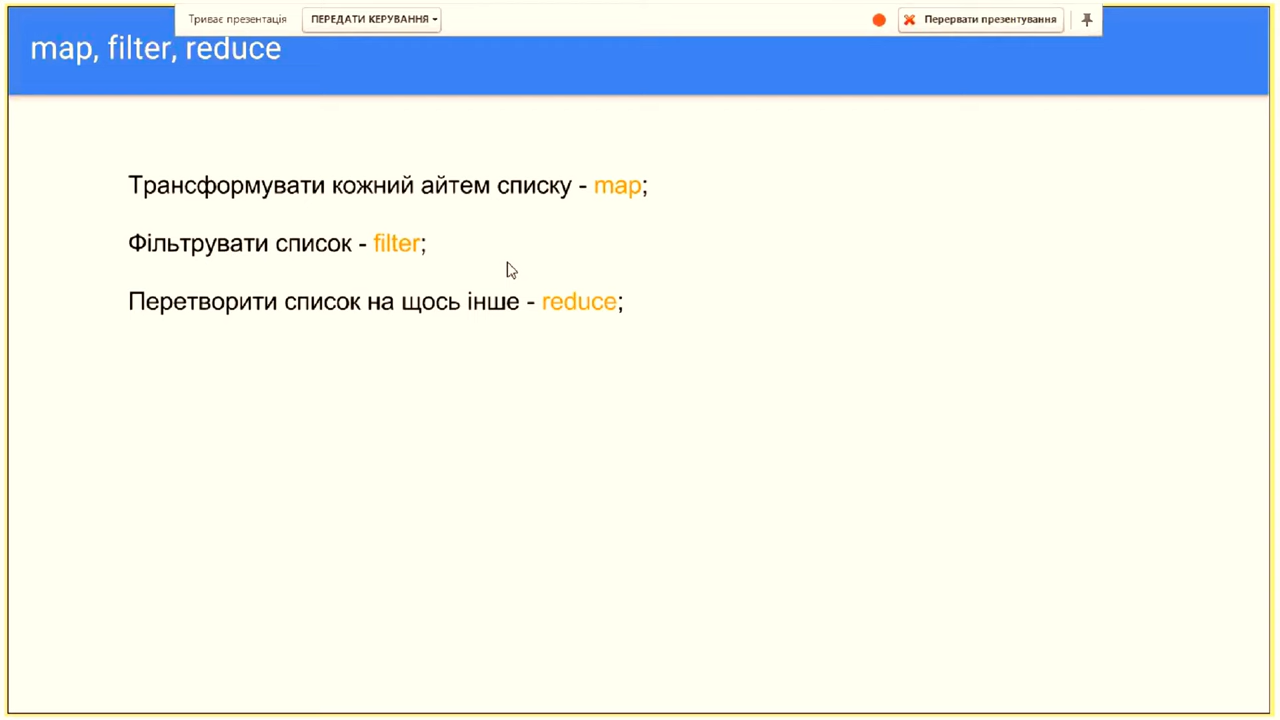 Триває презентація
ПЕРЕДАТИ КЕРУВАННЯ
Перервати презентування
map, filter, reduce
Трансформувати кожний айтем списку - map;
Фільтрувати список - filter;
Перетворити список на щось інше - reduce;